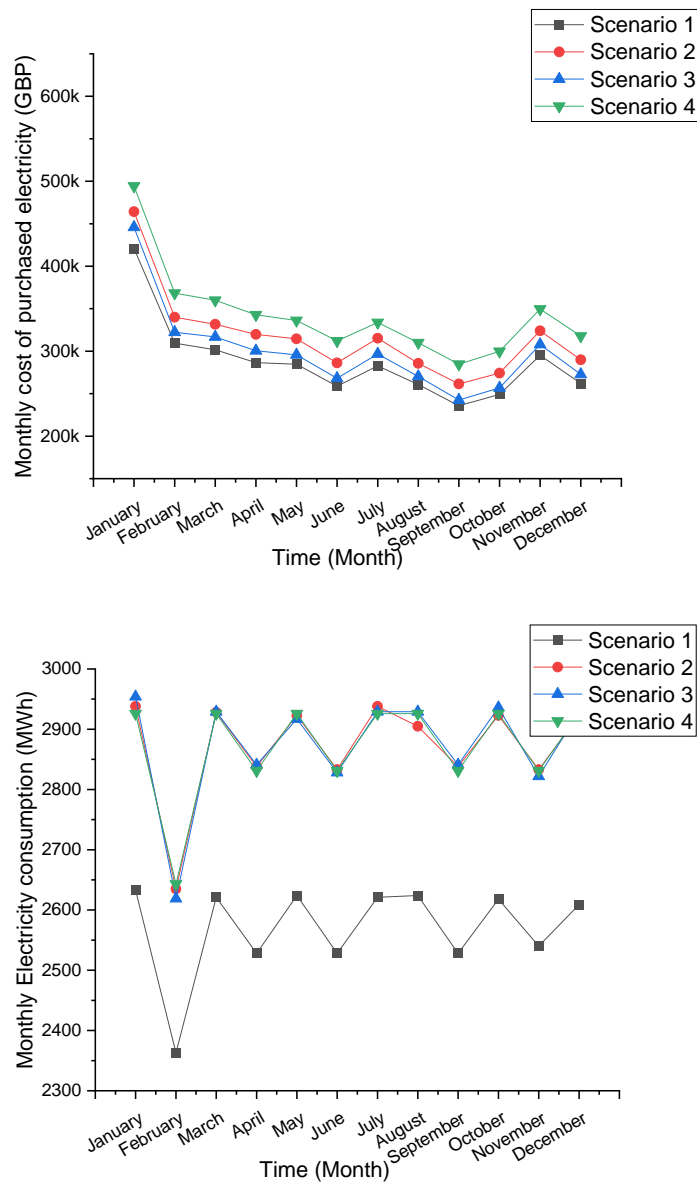 Scenario 1
Scenario 2
Scenario 3
Scenario 4
Monthly cost of purchased electricity (GBP)
600k
500k
400k
300k
200k
January
February
March
April
May
June
July
August
September
October
November
December
Time (Month)
Scenario 1
Scenario 2
Scenario 3
Scenario 4
Monthly Electricity consumption (MWh)
3000
2900
2800
2700
2600
2500
2400
2300
January
February
March
April
May
June
July
August
September
October
November
December
Time (Month)